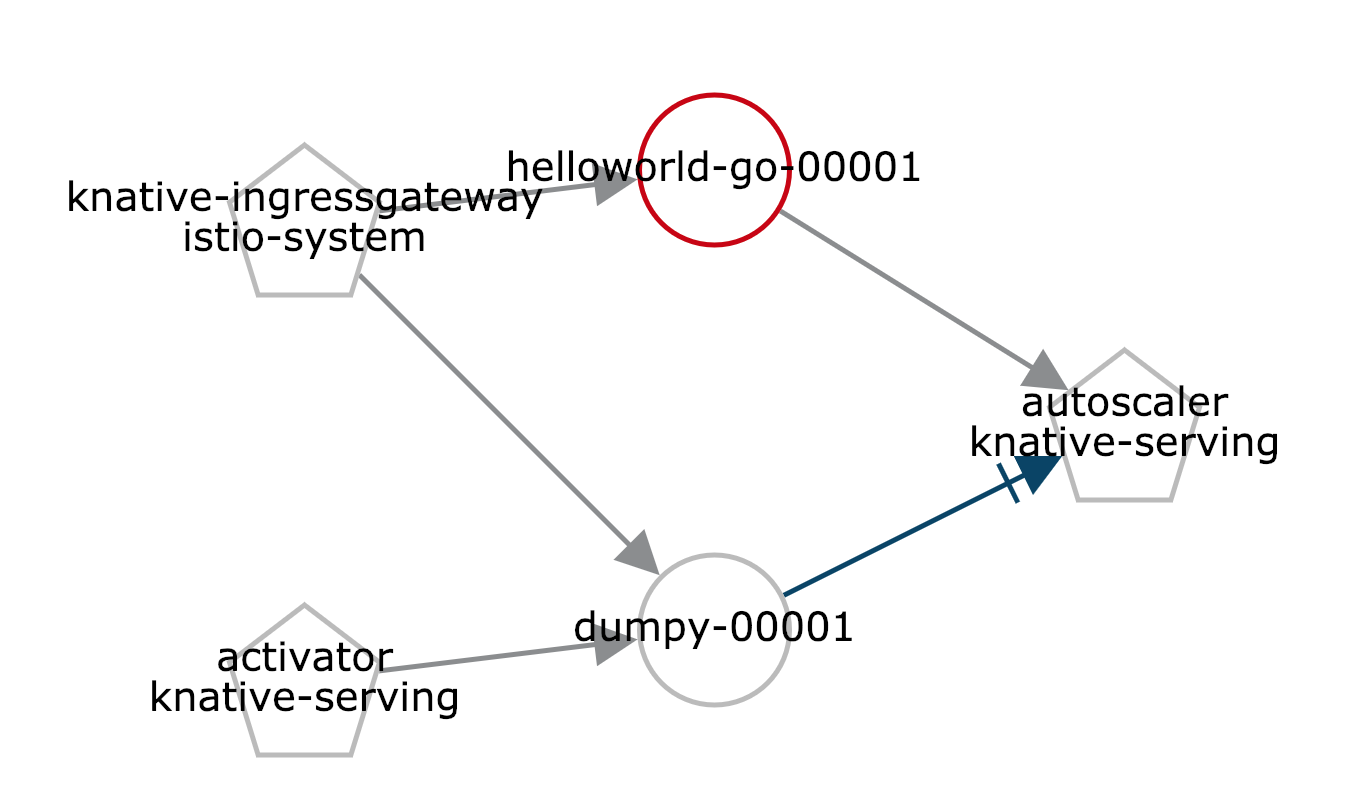 helloworld-go-00001
knative-ingressgateway
istio-system
autoscaler
knative-serving
dumpy-00001
activator
knative-serving